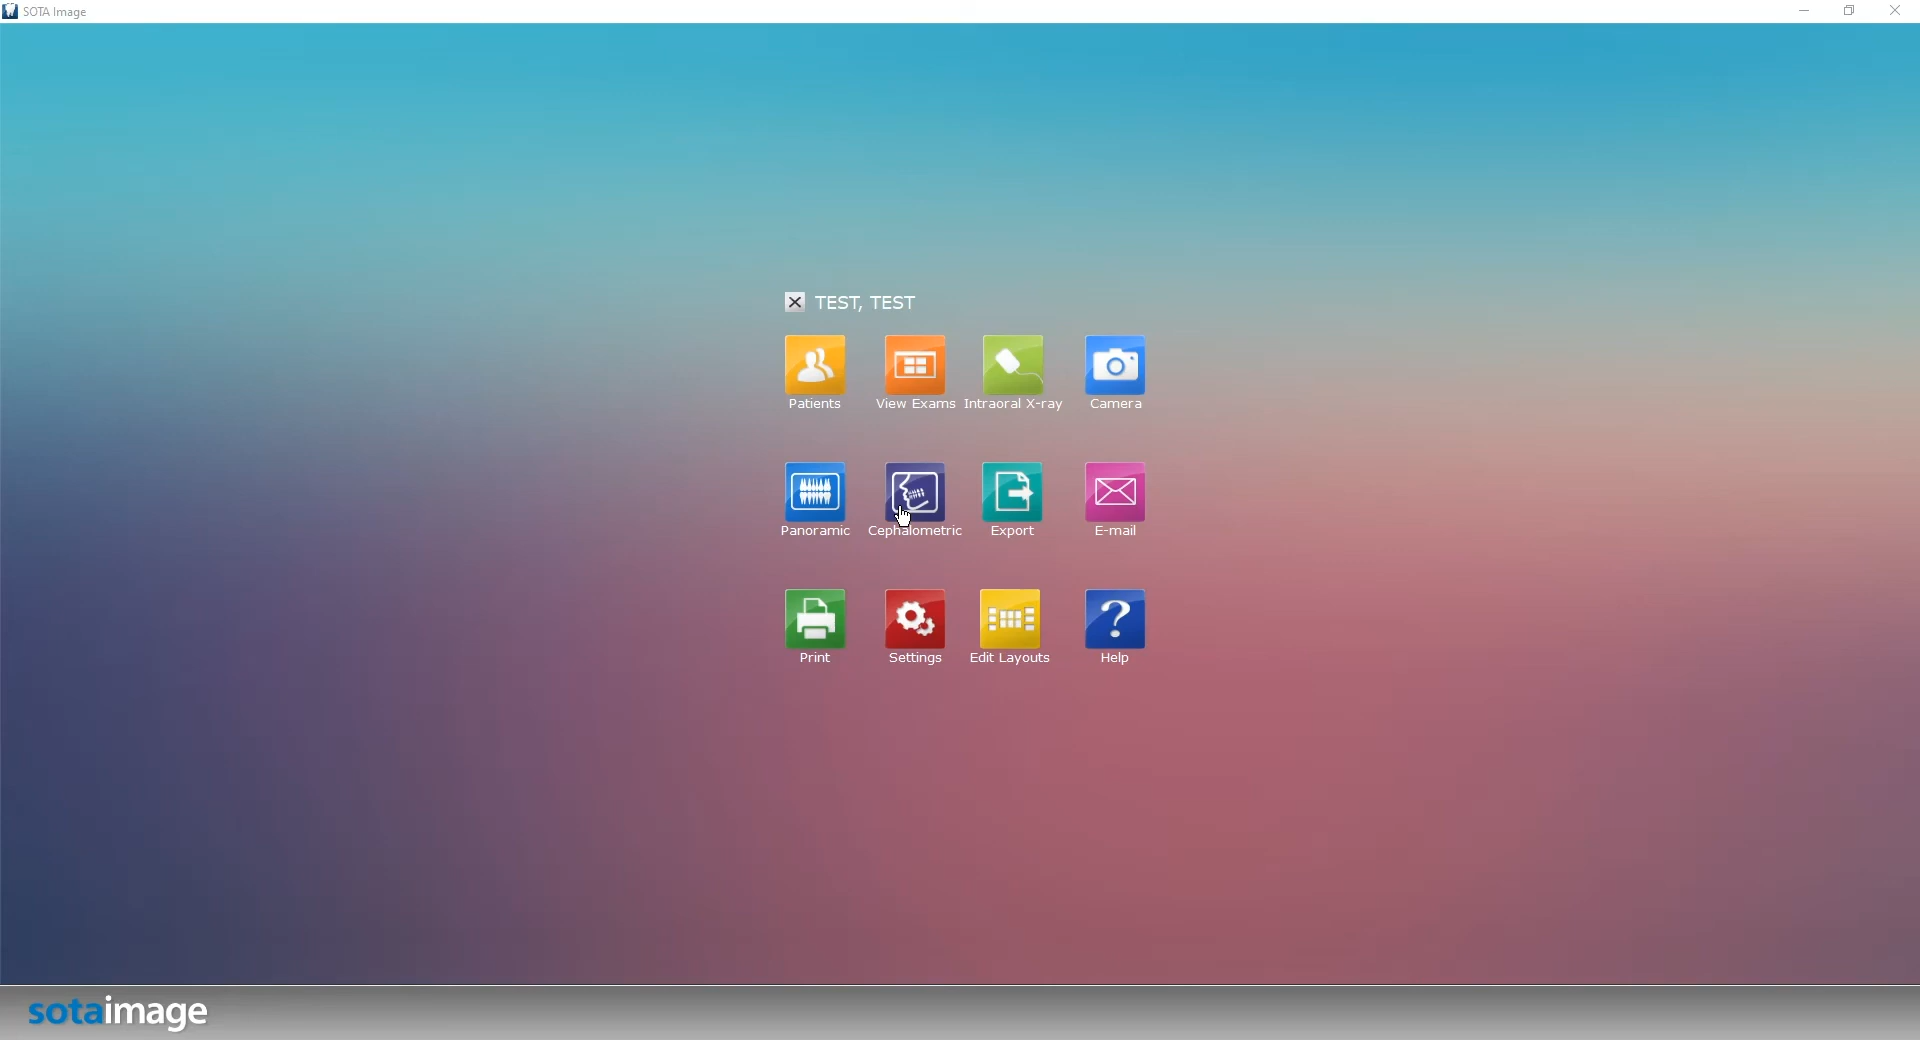 SOTA Image
TEST, TEST
Patients
View Exams
Intraoral X-ray
Camera
Panoramic
Cephalometric
Export
E-mail
Print
Settings
Edit Layouts
Help
sotaimage